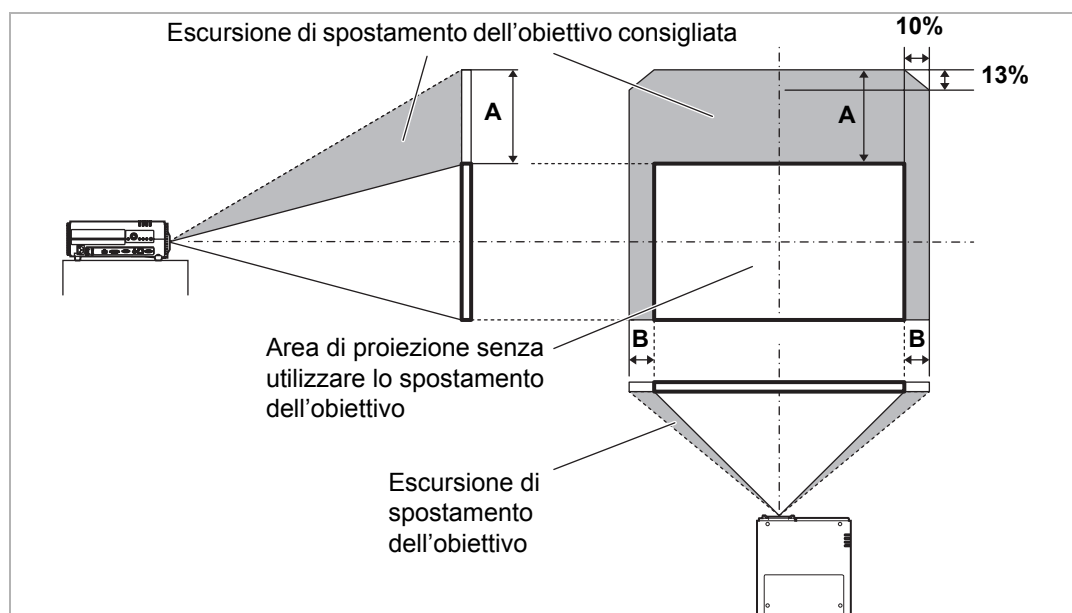 Escursione di spostamento dell'obiettivo consigliata
10%
13%
A
A
B
B
Area di proiezione senza
utilizzare lo spostamento
dell'obiettivo
Escursione di
spostamento
dell'obiettivo